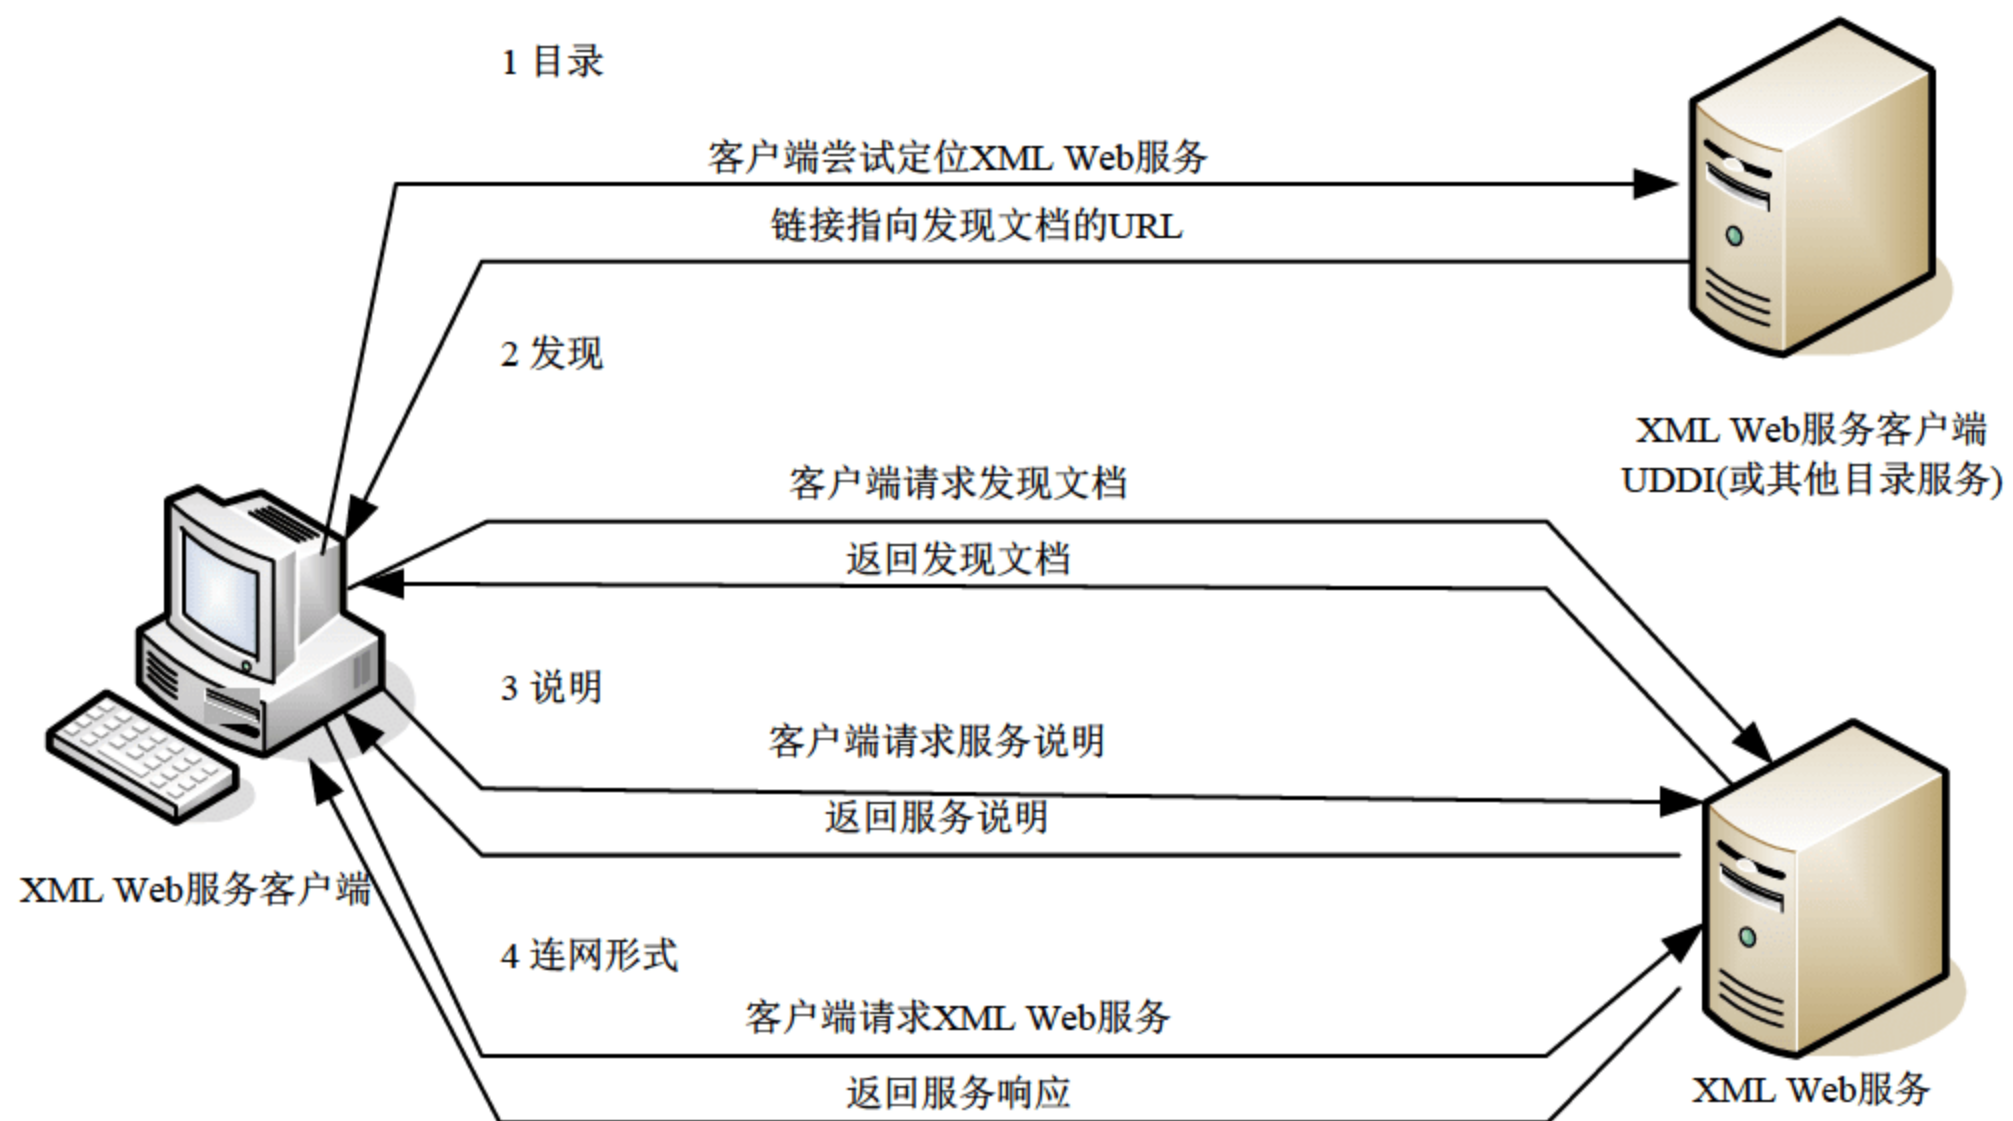 1 目录
客户端尝试定位XML Web服务
链接指向发现文档的URL
2 发现
XML Web服务客户端
UDDI(或其他目录服务)
客户端请求发现文档
返回发现文档
3 说明
客户端请求服务说明
返回服务说明
XML Web服务客户端
4 连网形式
客户端请求XML Web服务
返回服务响应
XML Web服务